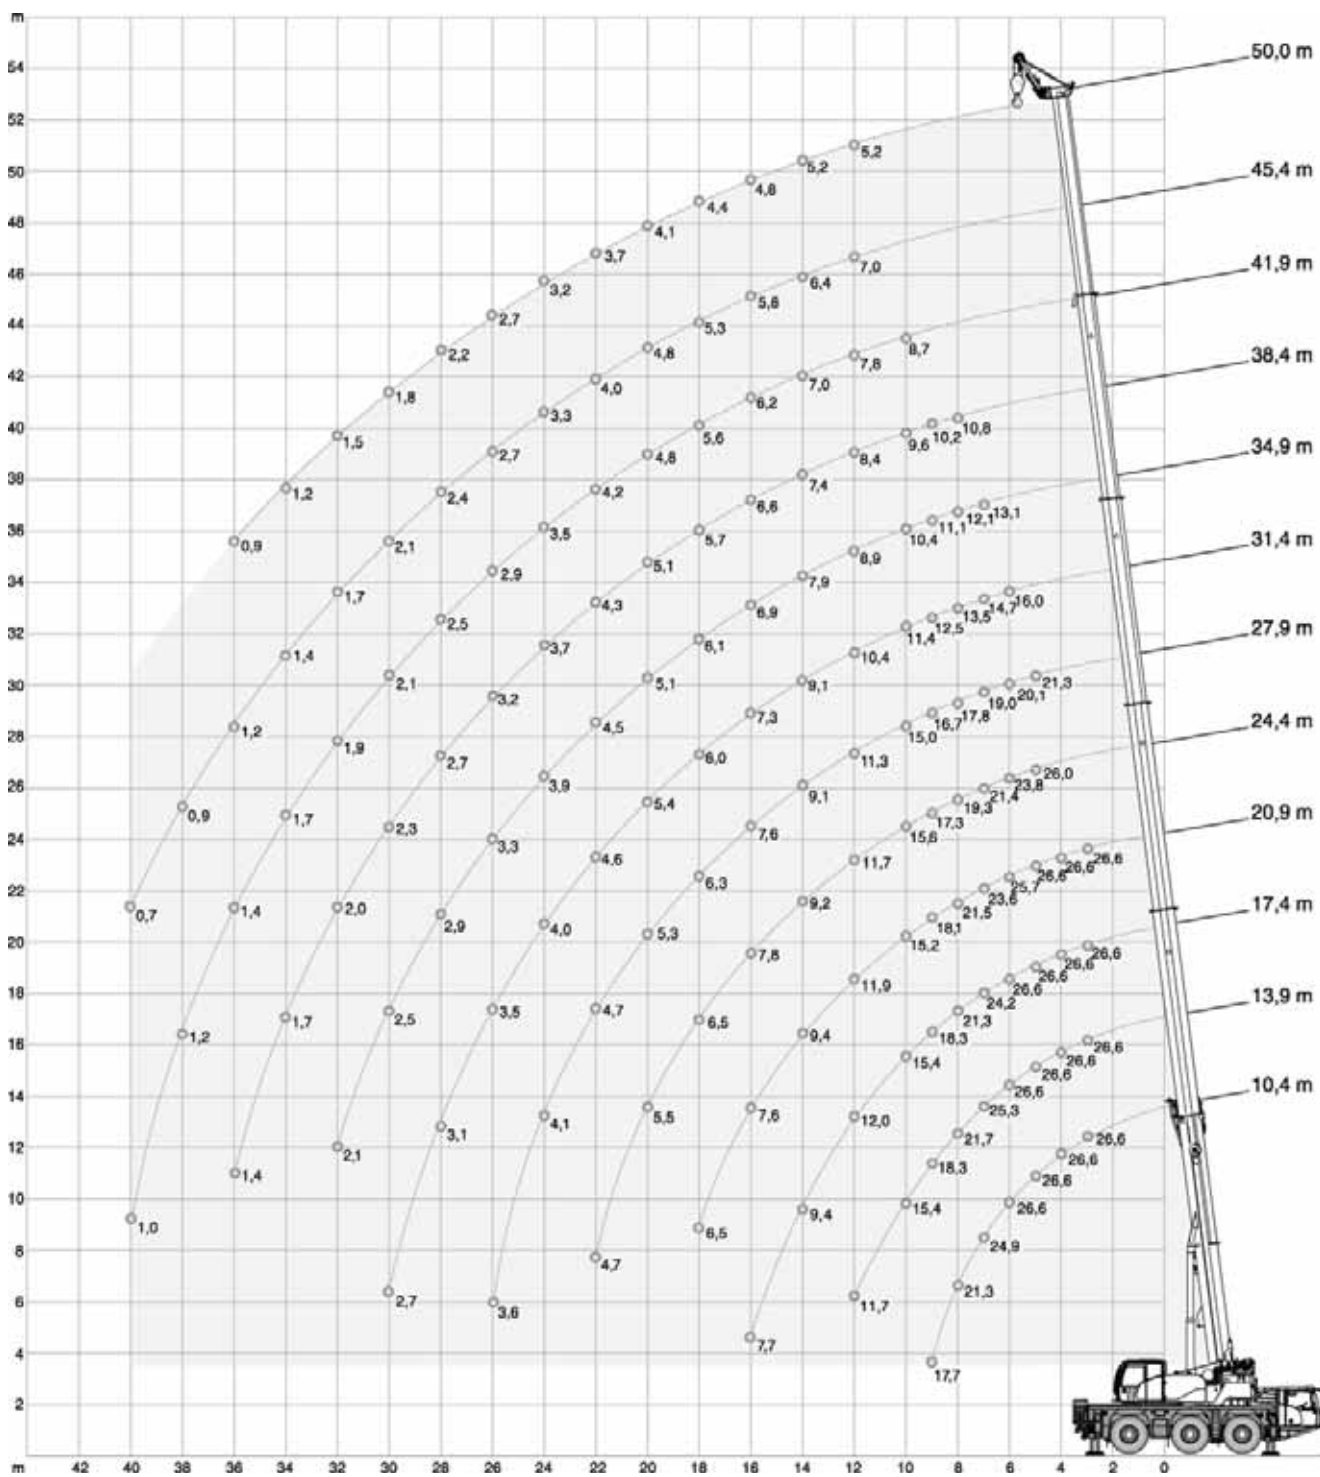 m
54
52
50
48
46
44
42
40
38
36
34
32
30
28
26
24
22
20
18
16
14
12
10
8
6
4
2
50,0 m
0,9 1,2 1,5 1,8 2,2 2,7 3,2 3,7 4,1 4,4 4,8 5,2 5,2
45,4 m
0,7 0,9 1,2 1,4 1,7 2,1 2,4 2,7 3,3 4,0 4,8 5,3 5,8 6,4 7,0
41,9 m
1,0 1,2 1,4 1,7 1,9 2,1 2,5 2,9 3,5 4,2 4,8 5,6 6,2 7,0 7,8 8,7
38,4 m
1,4 1,7 2,0 2,3 2,7 3,2 3,7 4,3 5,1 5,7 6,6 7,4 8,4 9,6 10,2 10,8
34,9 m
2,1 2,5 2,9 3,3 3,9 4,5 5,1 6,1 6,9 7,9 8,9 10,4 11,1 12,1 13,1
31,4 m
2,7 3,1 3,5 4,0 4,6 5,4 6,0 7,3 9,1 10,4 11,4 12,5 13,5 14,7 16,0
27,9 m
3,6 4,1 4,7 5,3 6,3 7,6 9,1 11,3 15,0 16,7 17,8 19,0 20,1 21,3
24,4 m
4,7 5,5 6,5 7,8 9,2 11,7 15,6 17,3 19,3 21,4 23,8 26,0
20,9 m
6,5 7,6 9,4 11,9 15,2 18,1 21,5 23,6 25,7 26,6 26,6 26,6
17,4 m
7,7 9,4 12,0 15,4 18,3 21,3 24,2 26,6 26,6 26,6 26,6
13,9 m
11,7 15,4 18,3 21,7 25,3 26,6 26,6 26,6 26,6
10,4 m
17,7 21,3 24,9 26,6 26,6 26,6 26,6
m 42 40 38 36 34 32 30 28 26 24 22 20 18 16 14 12 10 8 6 4 2 0